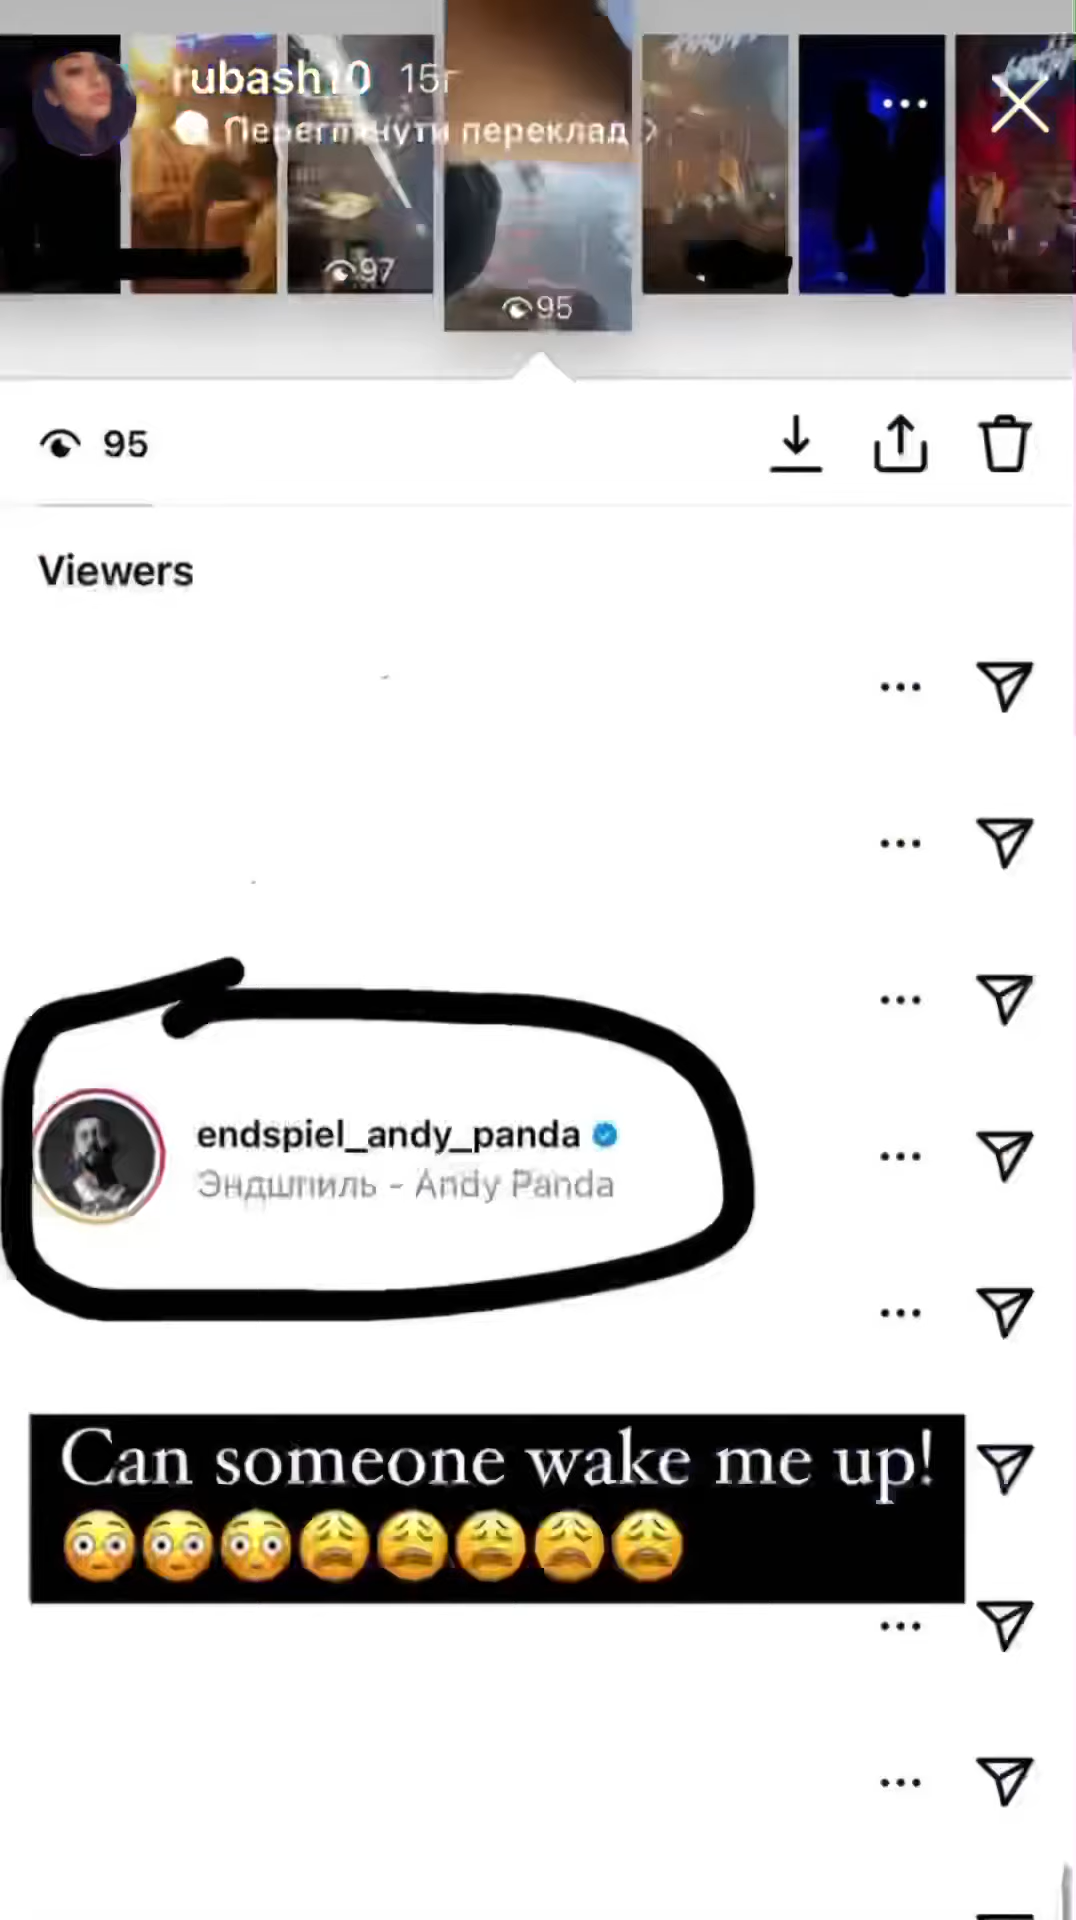 rubash10 15г
Переглянути переклад >
97
95
95
Viewers
endspiel_andy_panda
Эндшпиль - Andy Panda
Can someone wake me up!
😳😳😳😩😩😩😩😩